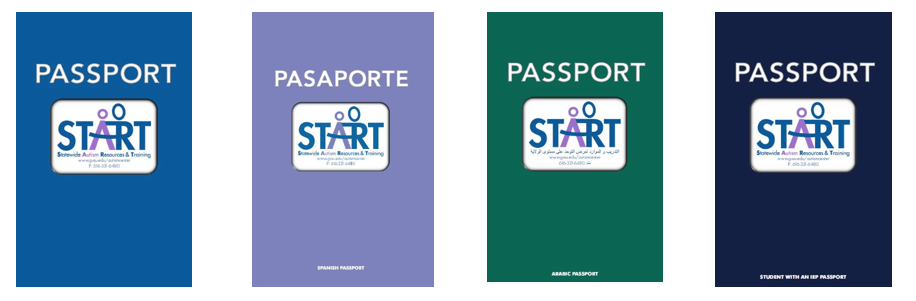 PASSPORT
START
Statewide Autism Resources & Training
www.gvsu.edu/autismcenter
P. 616-331-6480
PASAPORTE
START
Statewide Autism Resources & Training
www.gvsu.edu/autismcenter
P. 616-331-6480
SPANISH PASSPORT
PASSPORT
START
التدريب و الموارد لمرض التوحد على مستوى الولاية
www.gvsu.edu/autismcenter
616-331-6480
ARABIC PASSPORT
PASSPORT
START
Statewide Autism Resources & Training
www.gvsu.edu/autismcenter
P. 616-331-6480
STUDENT WITH AN IEP PASSPORT